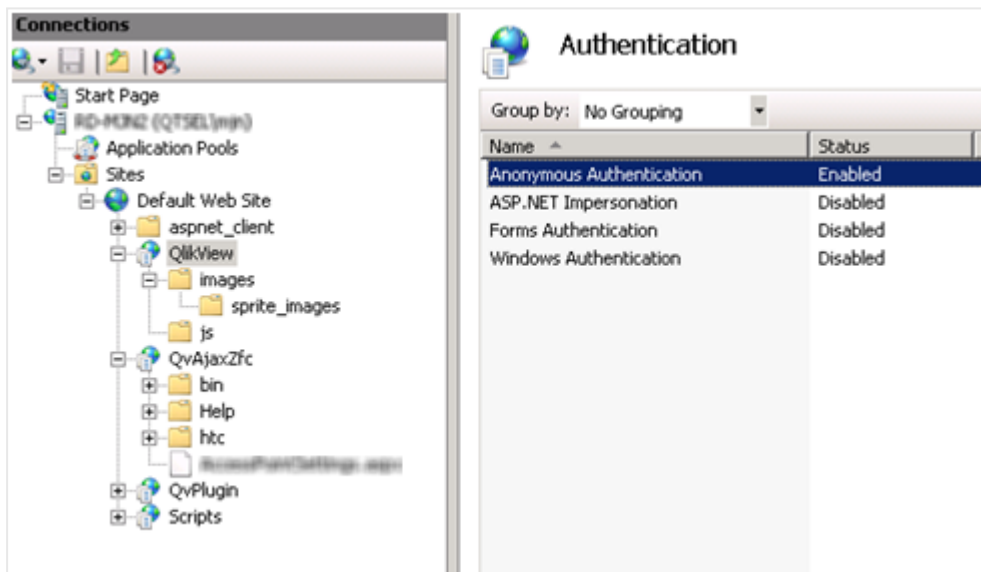 Connections
Start Page
Application Pools
Sites
Default Web Site
aspnet_client
QlikView
images
sprite_images
js
QvAjaxZfc
bin
Help
htc
QvPlugin
Scripts
Authentication
Group by: No Grouping
Name Status
Anonymous Authentication Enabled
ASP.NET Impersonation Disabled
Forms Authentication Disabled
Windows Authentication Disabled